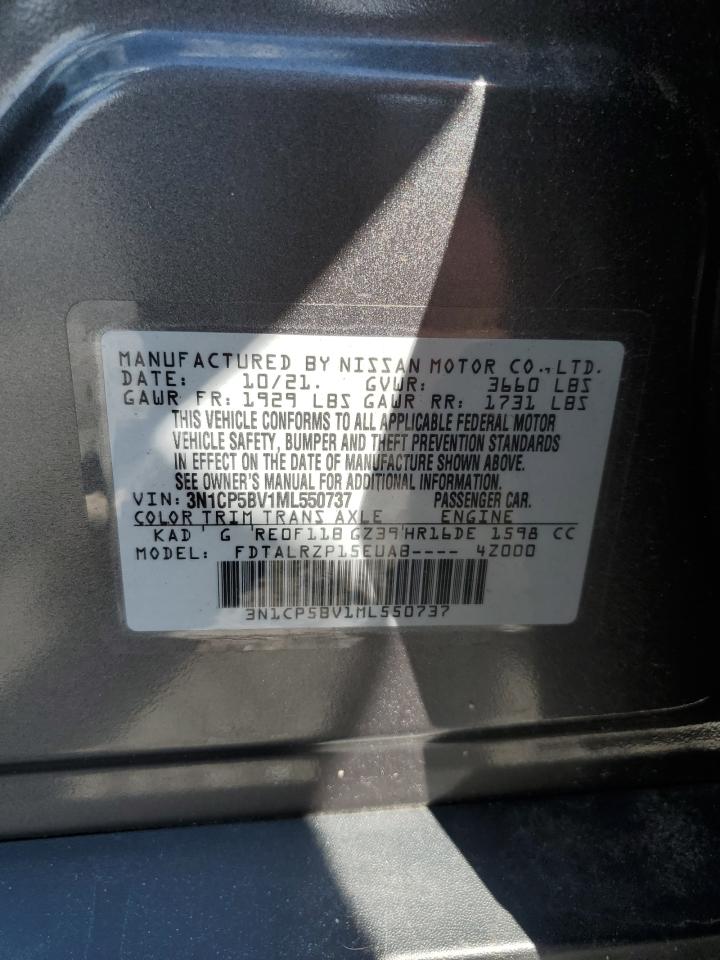 MANUFACTURED BY NISSAN MOTOR CO., LTD.
DATE: 10/21. GVWR: 3660 LBS
GAWR FR: 1929 LBS GAWR RR: 1731 LBS
THIS VEHICLE CONFORMS TO ALL APPLICABLE FEDERAL MOTOR
VEHICLE SAFETY, BUMPER AND THEFT PREVENTION STANDARDS
IN EFFECT ON THE DATE OF MANUFACTURE SHOWN ABOVE.
SEE OWNER'S MANUAL FOR ADDITIONAL INFORMATION.
VIN: 3N1CP5BV1ML550737 PASSENGER CAR.
COLOR TRIM TRANS AXLE ENGINE
KAD G RE0F11B GZ39 HR16DE 1598 CC
MODEL: FDTALRZP15EUAB---- 4Z000
3N1CP5BV1ML550737